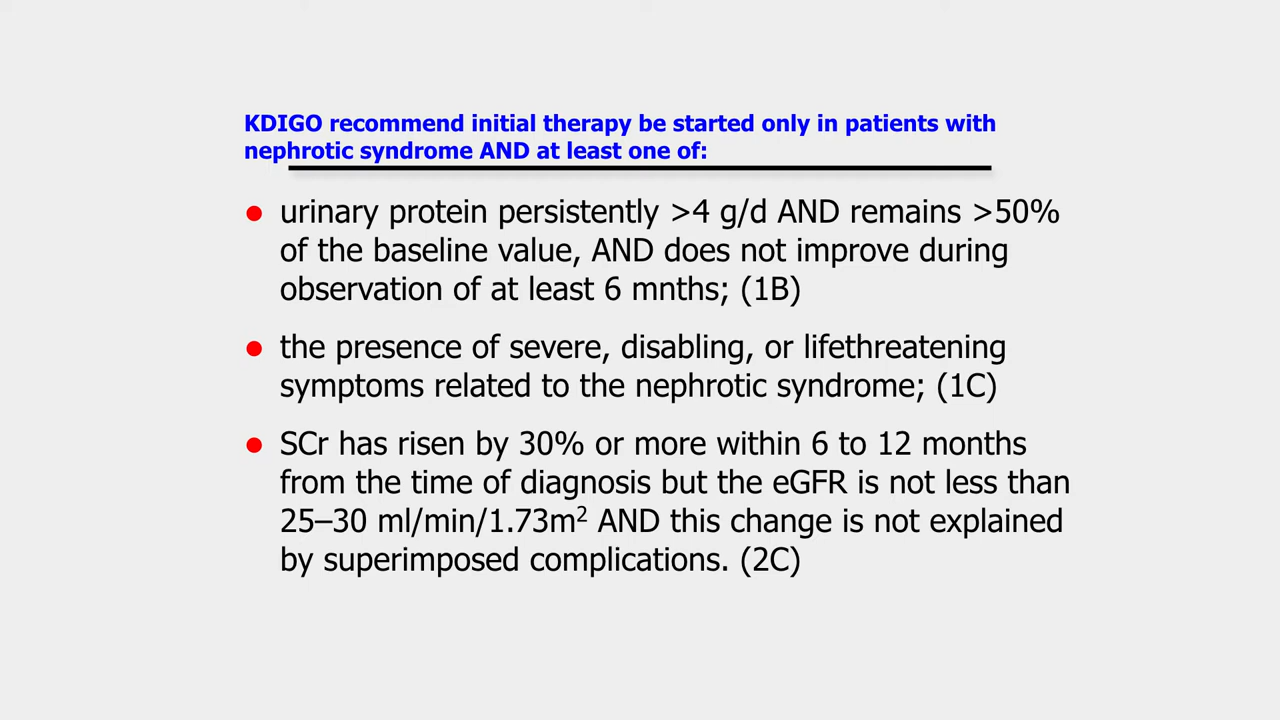 KDIGO recommend initial therapy be started only in patients with
nephrotic syndrome AND at least one of:
● urinary protein persistently >4 g/d AND remains >50%
of the baseline value, AND does not improve during
observation of at least 6 mnths; (1B)
● the presence of severe, disabling, or lifethreatening
symptoms related to the nephrotic syndrome; (1C)
● SCr has risen by 30% or more within 6 to 12 months
from the time of diagnosis but the eGFR is not less than
25–30 ml/min/1.73m² AND this change is not explained
by superimposed complications. (2C)